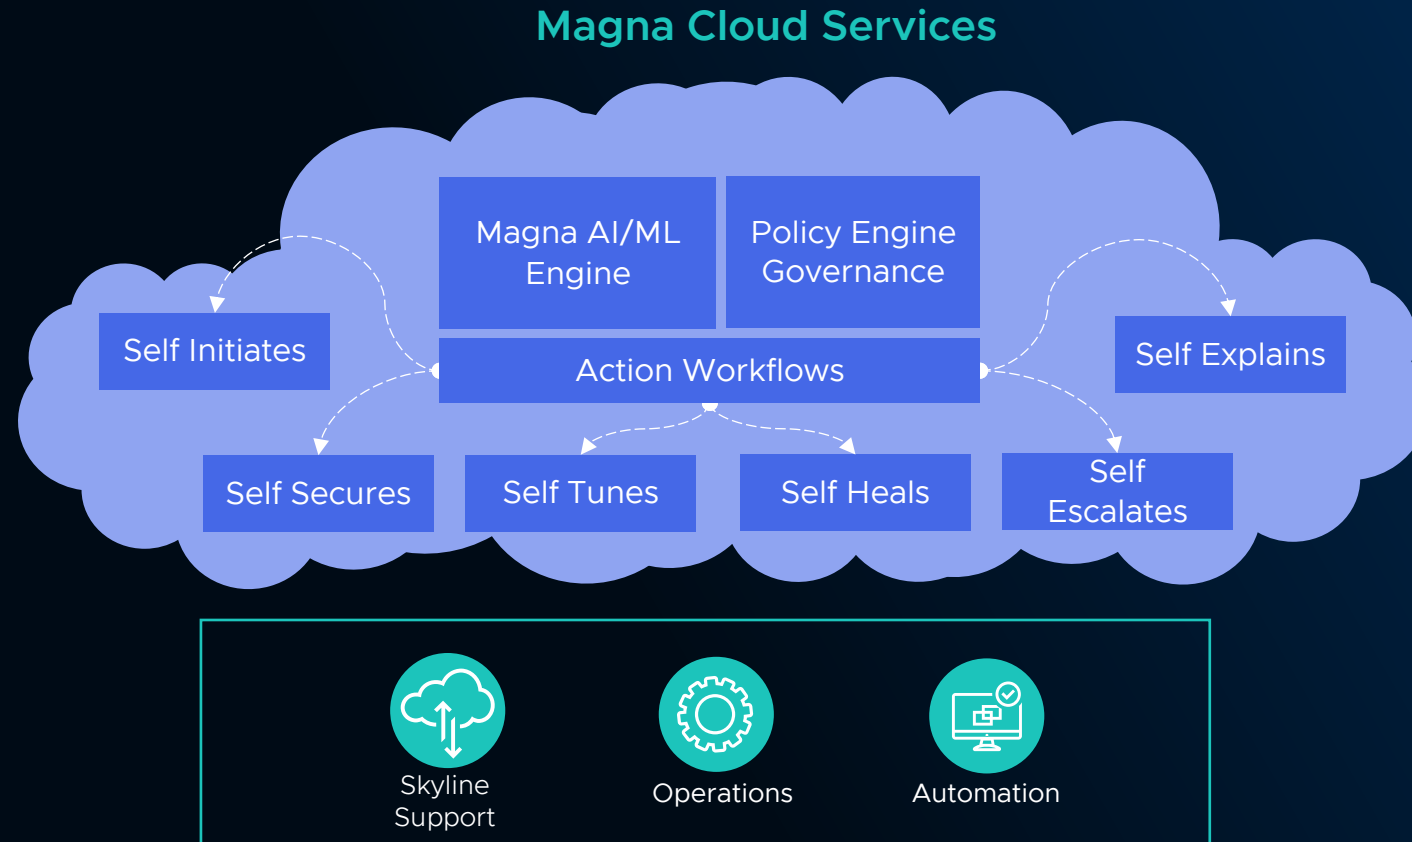 Magna Cloud Services
Magna AI/ML
Engine
Policy Engine
Governance
Self Initiates
Action Workflows
Self Explains
Self Secures
Self Tunes
Self Heals
Self
Escalates
Skyline
Support
Operations
Automation